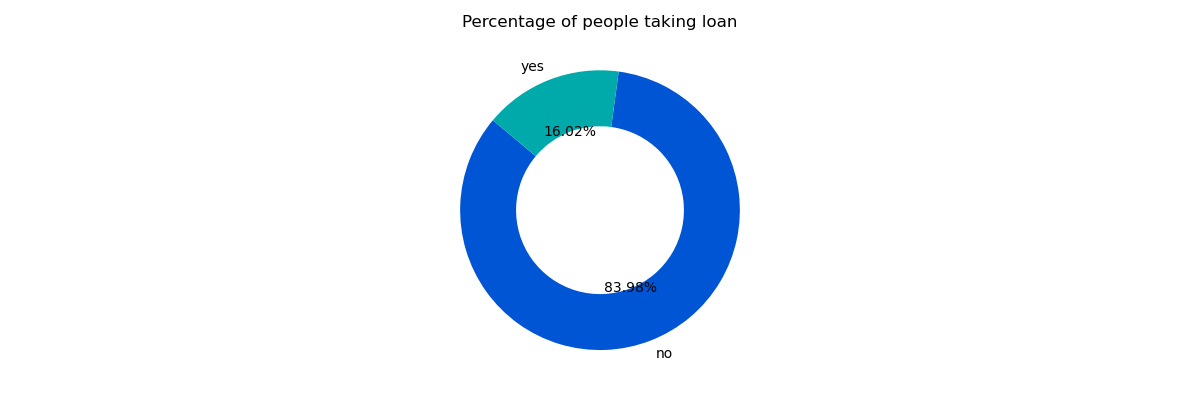 Percentage of people taking loan
yes
16.02%
83.98%
no